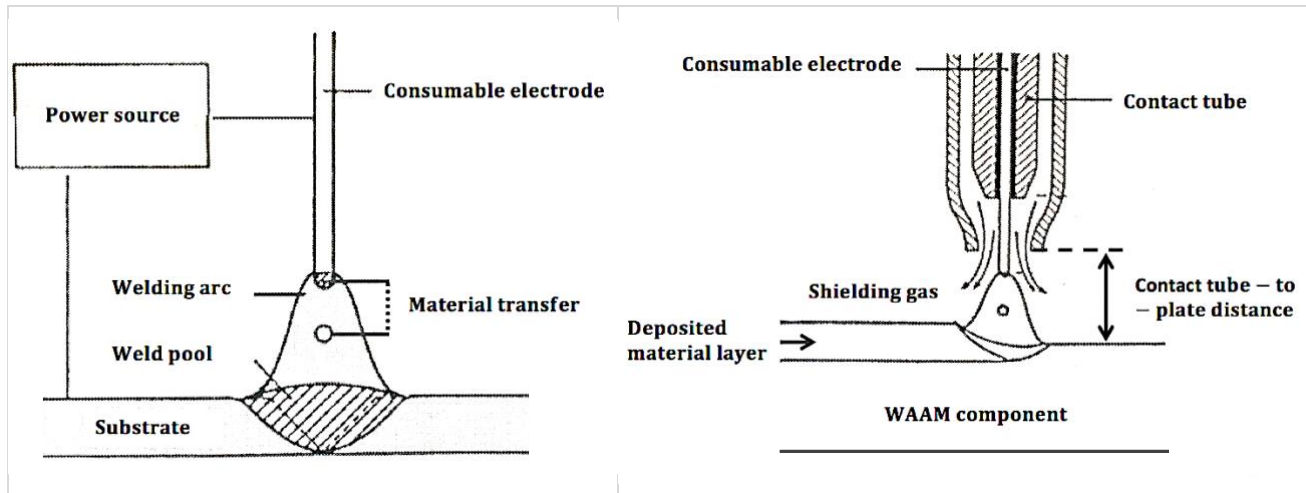 Power source
Consumable electrode
Welding arc
Material transfer
Weld pool
Substrate
Consumable electrode
Contact tube
Shielding gas
Contact tube – to
– plate distance
Deposited
material layer
WAAM component